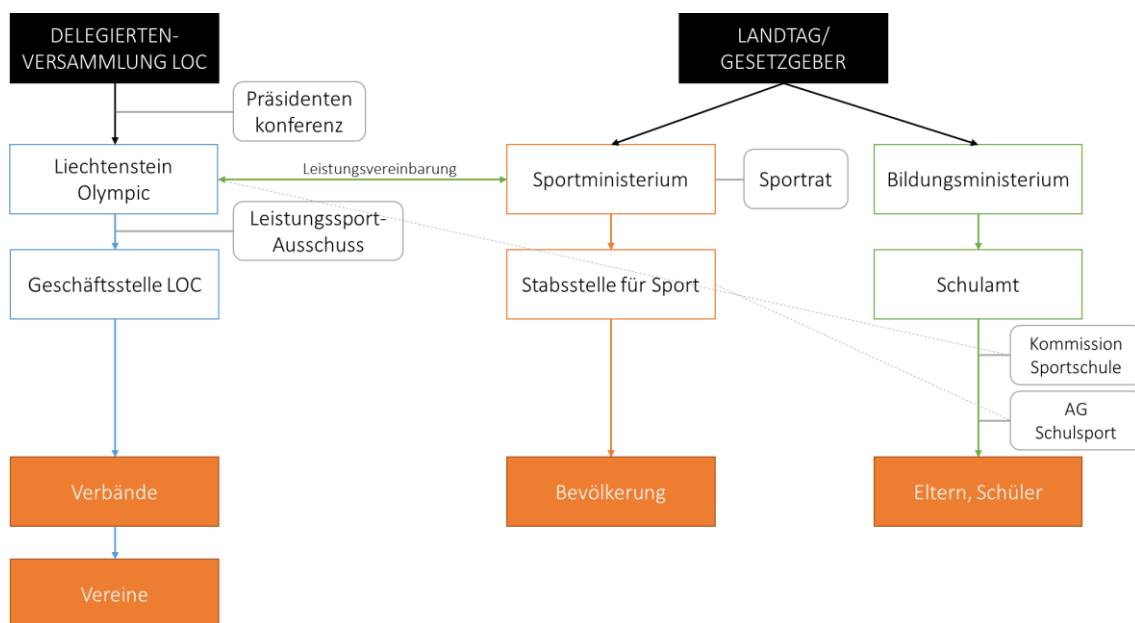 DELEGIERTEN-
VERSAMMLUNG LOC
LANDTAG/
GESETZGEBER
Präsidenten
konferenz
Liechtenstein
Olympic
Leistungsvereinbarung
Sportministerium
Sportrat
Bildungsministerium
Leistungssport-
Ausschuss
Geschäftsstelle LOC
Stabsstelle für Sport
Schulamt
Kommission
Sportschule
AG
Schulsport
Verbände
Bevölkerung
Eltern, Schüler
Vereine